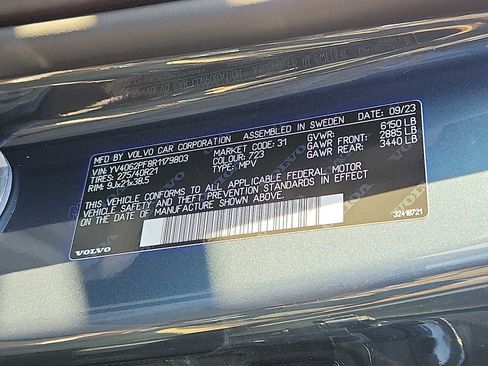 MFD BY VOLVO CAR CORPORATION ASSEMBLED IN SWEDEN DATE: 09/23
VIN: YV4062PF8R1179803 MARKET PF: 31 GVWR: 6150 LB
TIRES: 275/40R21 COLOUR: 723 GAWR FRONT: 2885 LB
RIM: 9Jx21x38.5 TYPE: MPV GAWR REAR: 3440 LB
THIS VEHICLE CONFORMS TO ALL APPLICABLE FEDERAL MOTOR
VEHICLE SAFETY AND THEFT PREVENTION STANDARDS IN EFFECT ON THE
DATE OF MANUFACTURE SHOWN ABOVE.
VOLVO
32418721